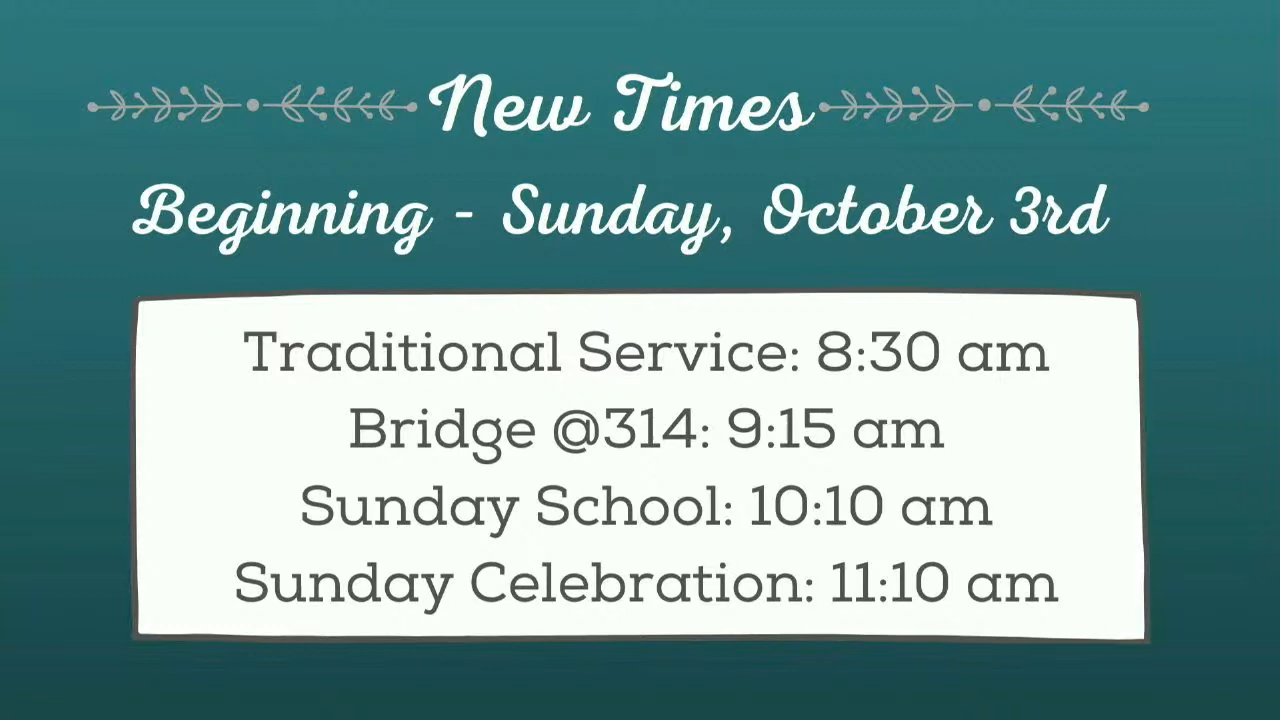 New Times
Beginning - Sunday, October 3rd
Traditional Service: 8:30 am
Bridge @314: 9:15 am
Sunday School: 10:10 am
Sunday Celebration: 11:10 am